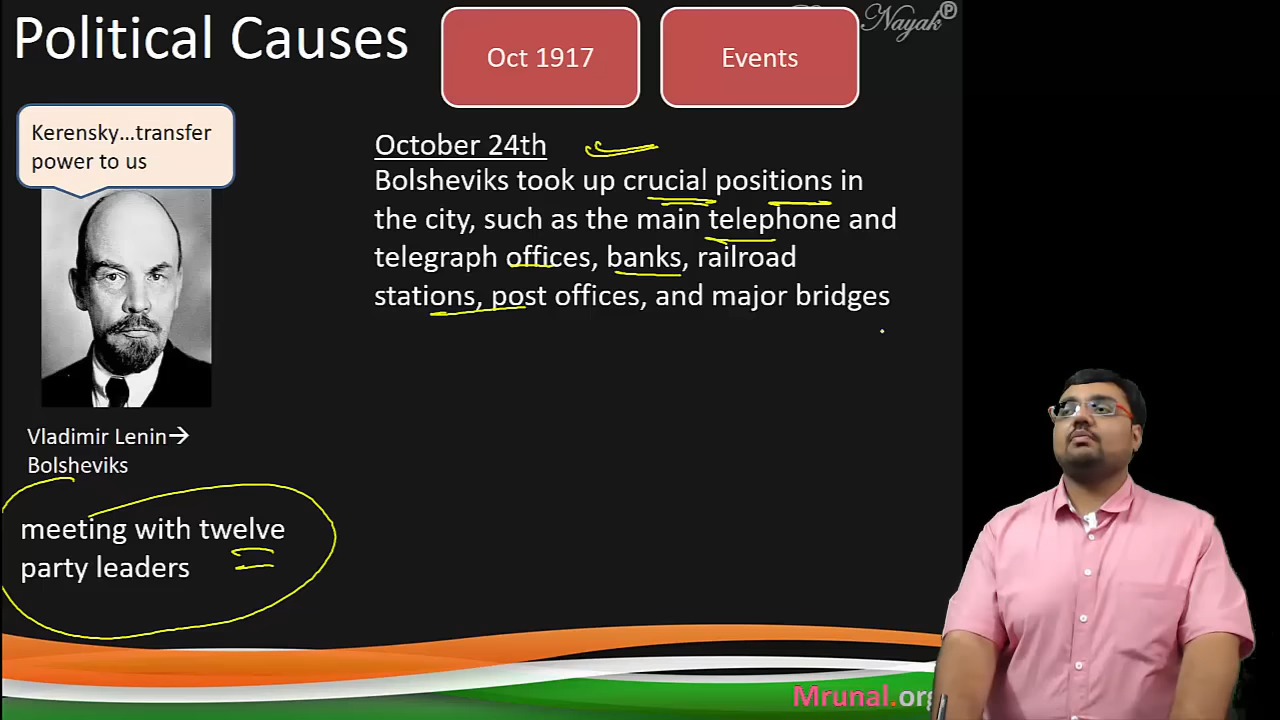 Political Causes
Oct 1917
Events
Nayak
Kerensky...transfer
power to us
October 24th
Bolsheviks took up crucial positions in
the city, such as the main telephone and
telegraph offices, banks, railroad
stations, post offices, and major bridges
Vladimir Lenin→
Bolsheviks
meeting with twelve
party leaders
Mrunal.org